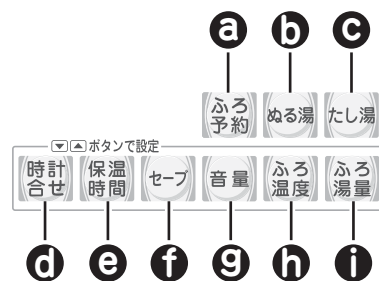 a b c
ふろ予約 ぬる湯 たし湯
▼▲ボタンで設定
時計合せ 保温時間 セーブ 音量 ふろ温度 ふろ湯量
d e f g h i